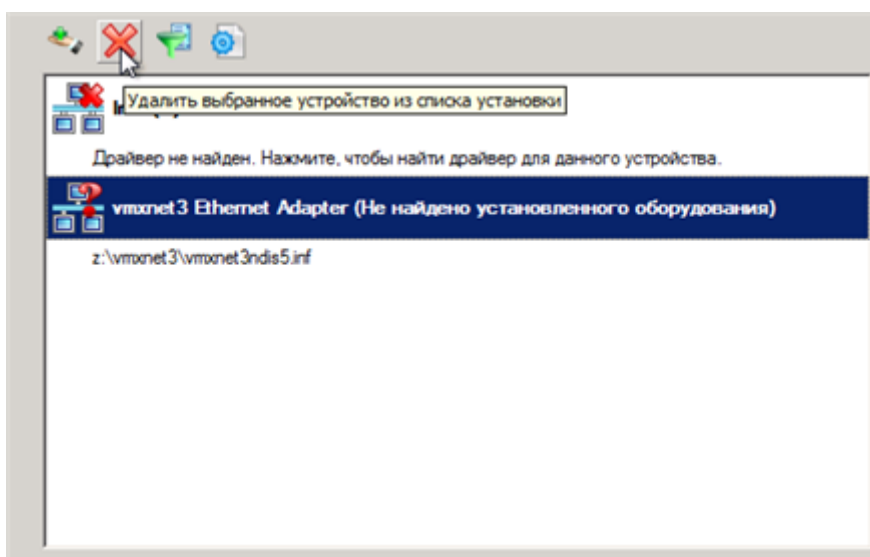 Удалить выбранное устройство из списка установки
Драйвер не найден. Нажмите, чтобы найти драйвер для данного устройства.
vmxnet3 Ethernet Adapter (Не найдено установленного оборудования)
z:\vmxnet3\vmxnet3ndis5.inf